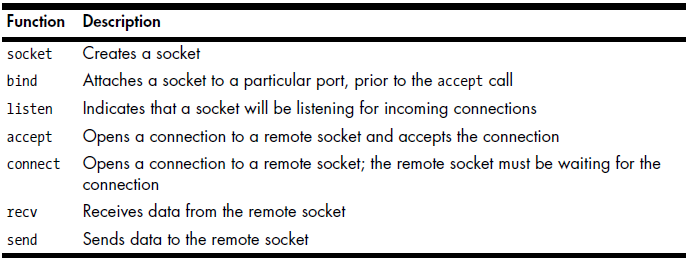 Function Description
socket Creates a socket
bind Attaches a socket to a particular port, prior to the accept call
listen Indicates that a socket will be listening for incoming connections
accept Opens a connection to a remote socket and accepts the connection
connect Opens a connection to a remote socket; the remote socket must be waiting for the
connection
recv Receives data from the remote socket
send Sends data to the remote socket